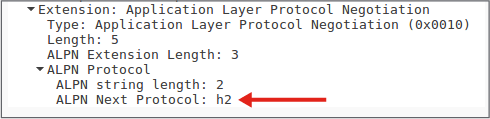 Extension: Application Layer Protocol Negotiation
Type: Application Layer Protocol Negotiation (0x0010)
Length: 5
ALPN Extension Length: 3
ALPN Protocol
ALPN string length: 2
ALPN Next Protocol: h2